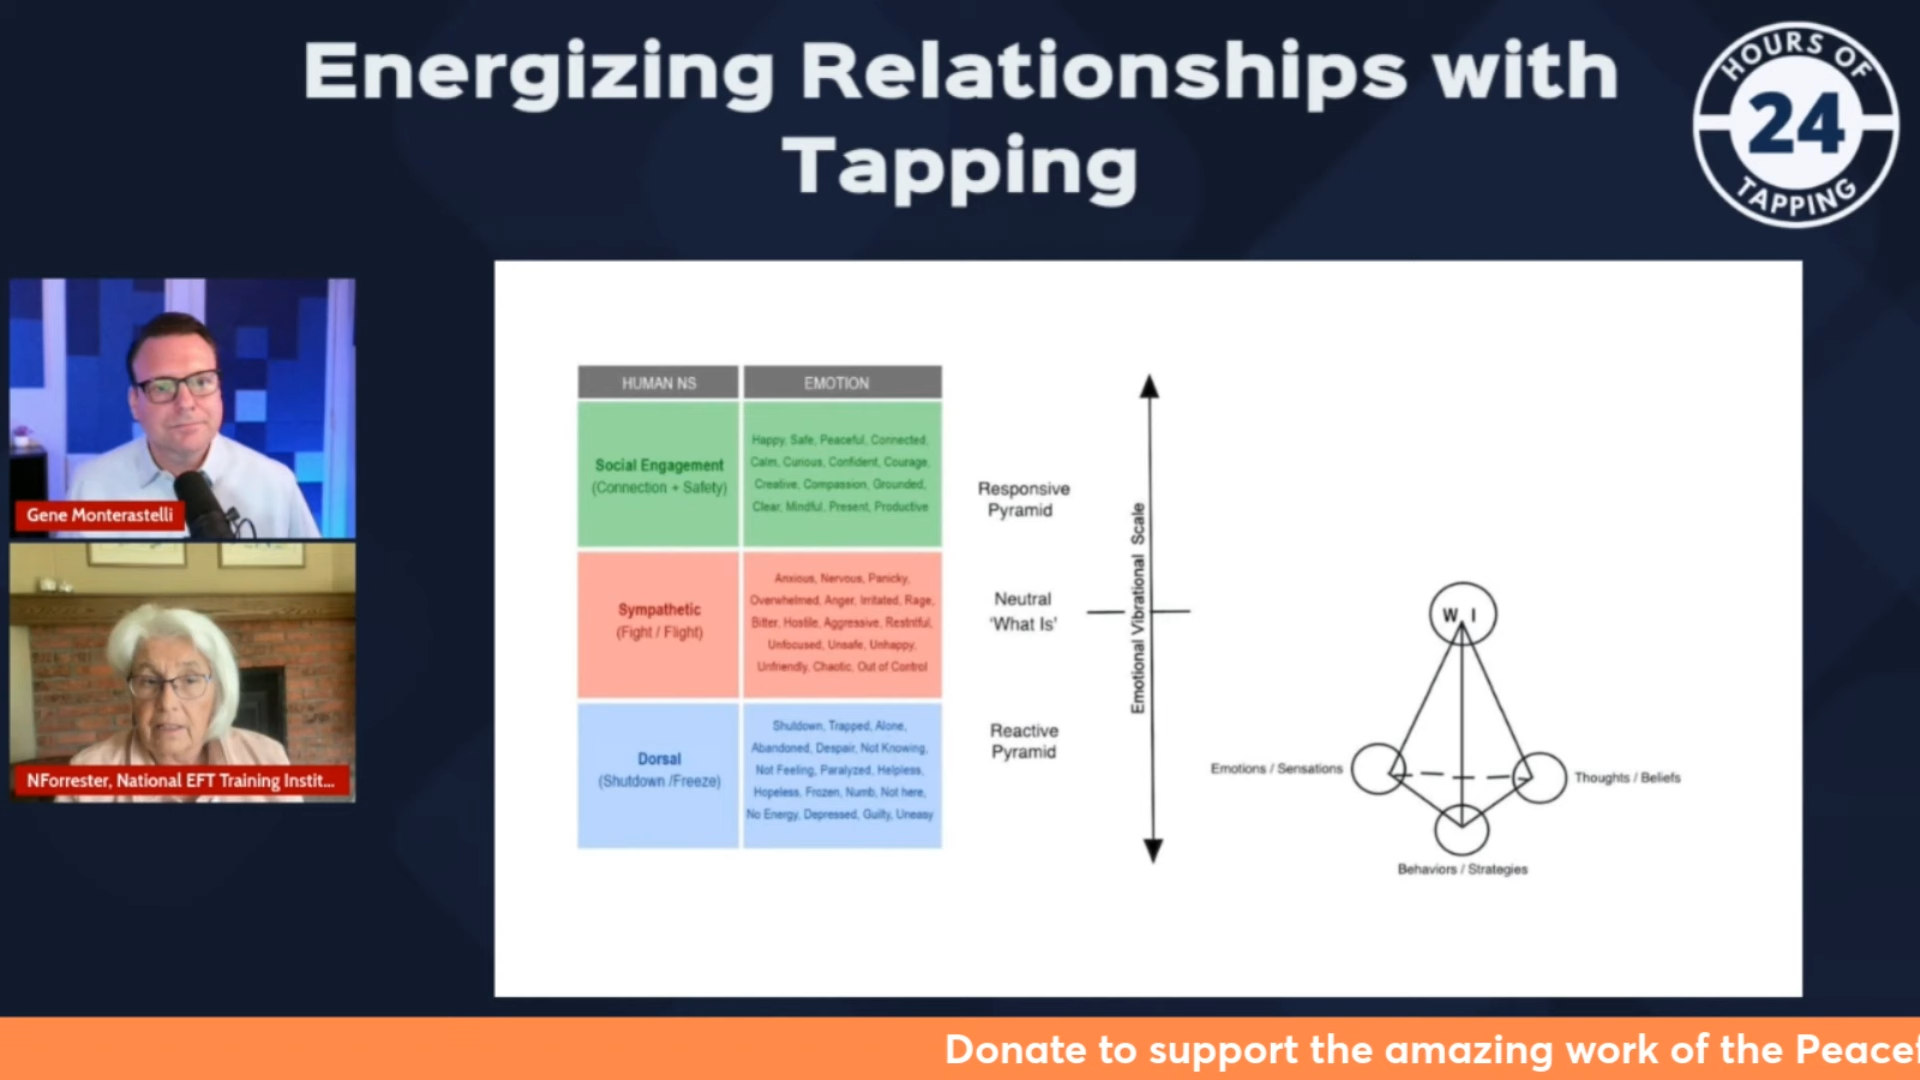 Energizing Relationships with
Tapping
HOURS OF
24
TAPPING
Gene Monterastelli
NForrester, National EFT Training Instit...
HUMAN NS
EMOTION
Social Engagement
(Connection + Safety)
Happy, Safe, Peaceful, Connected,
Calm, Curious, Confident, Courage,
Creative, Compassion, Grounded,
Clear, Mindful, Present, Productive
Sympathetic
(Fight / Flight)
Anxious, Nervous, Panicky,
Overwhelmed, Anger, Irritated, Rage,
Bitter, Hostile, Aggressive,
Unfocused, Unsafe, Unhappy,
Unfriendly, Chaotic, Out of Control
Dorsal
(Shutdown /Freeze)
Shutdown, Trapped, Alone,
Abandoned, Despair, Not Knowing,
Not Feeling, Paralyzed, Helpless,
Hopeless, Frozen, Numb, Not here,
No Energy, Depressed, Guilty, Uneasy
Responsive
Pyramid
Neutral
'What Is'
Reactive
Pyramid
Emotional Vibrational Scale
W I
Emotions / Sensations
Thoughts / Beliefs
Behaviors / Strategies
Donate to support the amazing work of the Peacef